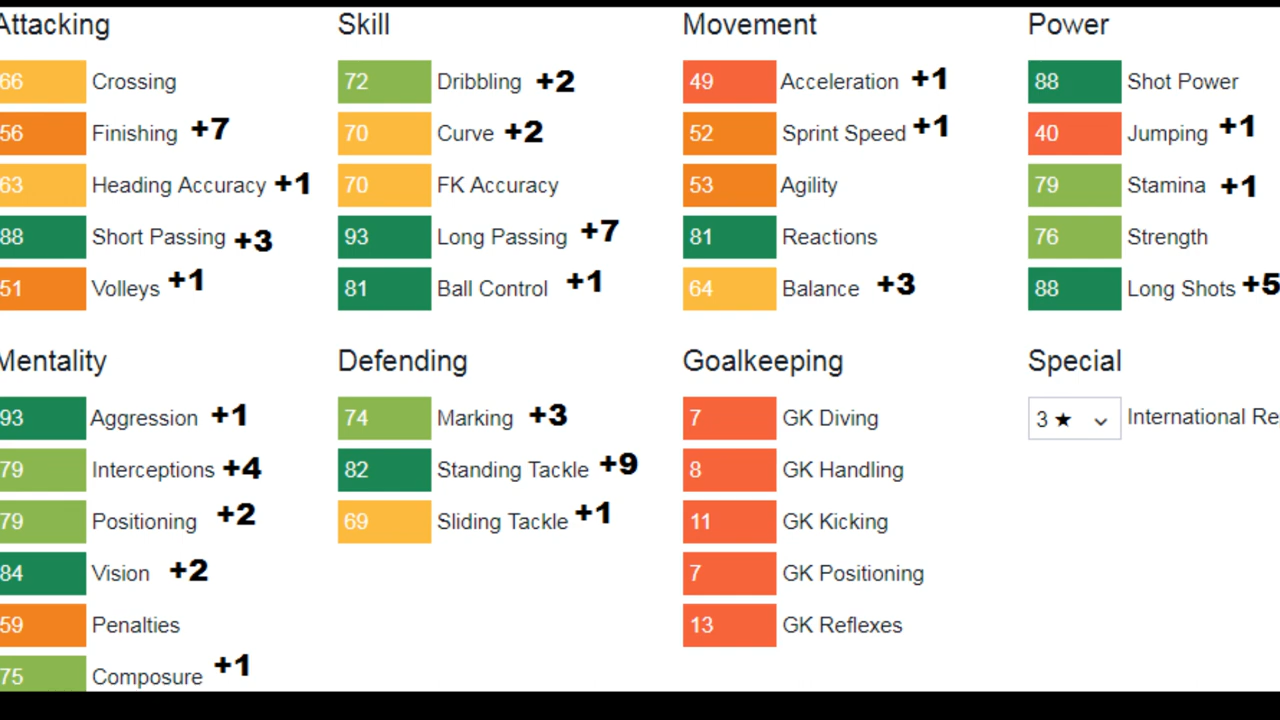 Attacking
66 Crossing
56 Finishing +7
63 Heading Accuracy +1
88 Short Passing +3
51 Volleys +1
Skill
72 Dribbling +2
70 Curve +2
70 FK Accuracy
93 Long Passing +7
81 Ball Control +1
Movement
49 Acceleration +1
52 Sprint Speed +1
53 Agility
81 Reactions
64 Balance +3
Power
88 Shot Power
40 Jumping +1
79 Stamina +1
76 Strength
88 Long Shots +5
Mentality
93 Aggression +1
79 Interceptions +4
79 Positioning +2
84 Vision +2
59 Penalties
75 Composure +1
Defending
74 Marking +3
82 Standing Tackle +9
69 Sliding Tackle +1
Goalkeeping
7 GK Diving
8 GK Handling
11 GK Kicking
7 GK Positioning
13 GK Reflexes
Special
3 ★ International Re